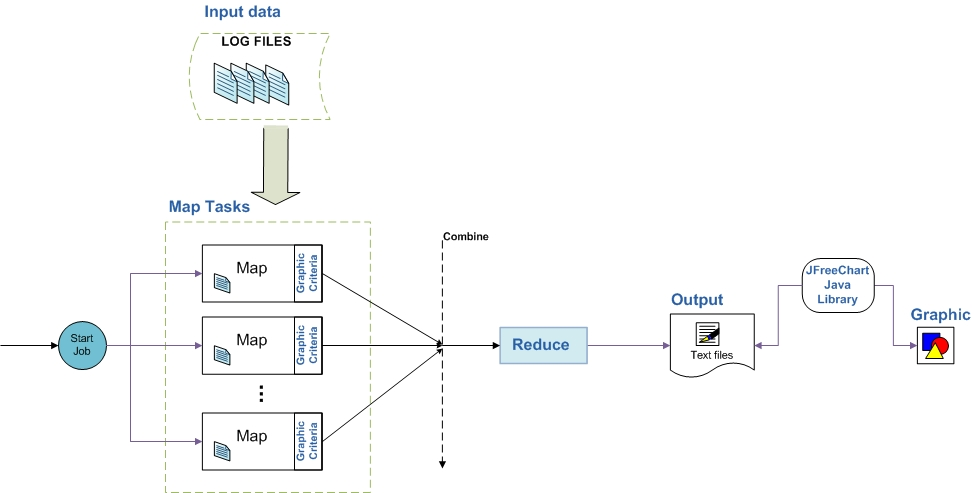 Input data
LOG FILES
Map Tasks
Combine
Map
Graphic
Criteria
Start
Job
Map
Graphic
Criteria
...
Map
Graphic
Criteria
Reduce
Output
Text files
JFreeChart
Java
Library
Graphic